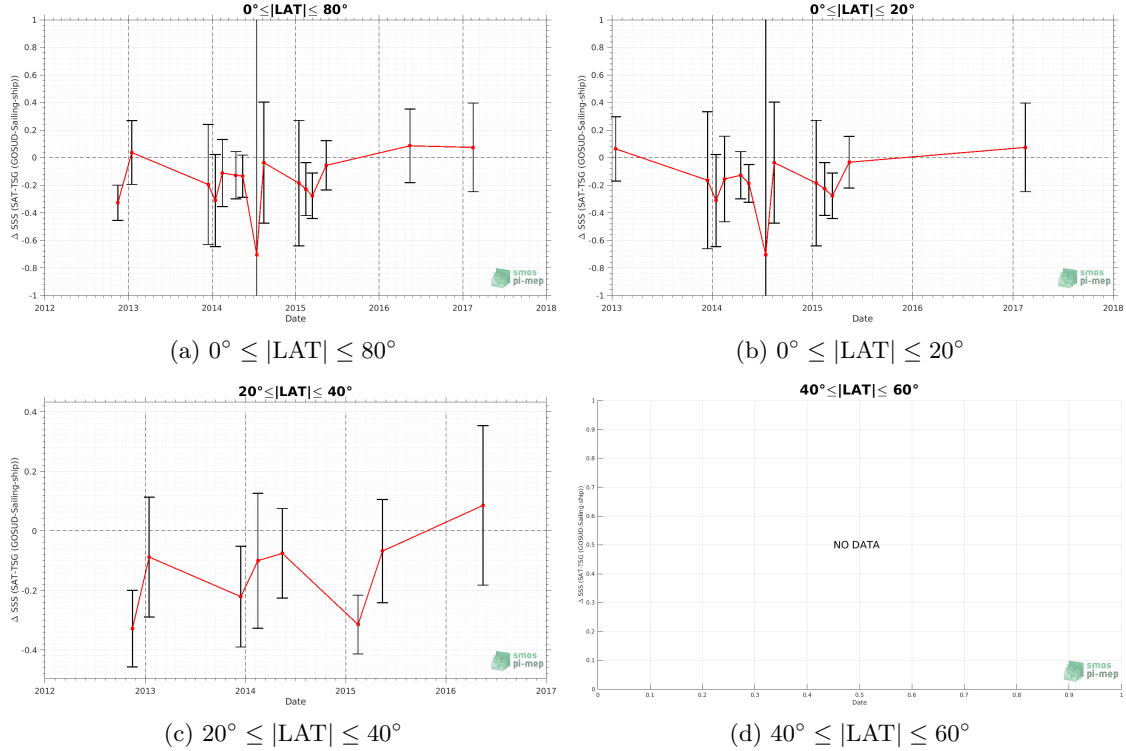 0°≤|LAT|≤ 80°
1
0.8
0.6
0.4
0.2
0
-0.2
-0.4
-0.6
-0.8
-1
Δ SSS (SAT-TSG (GOSUD-Sailing-ship))
2012 2013 2014 2015 2016 2017 2018
Date
smos
pi-mep
(a) 0° ≤ |LAT| ≤ 80°
0°≤|LAT|≤ 20°
1
0.8
0.6
0.4
0.2
0
-0.2
-0.4
-0.6
-0.8
-1
Δ SSS (SAT-TSG (GOSUD-Sailing-ship))
2013 2014 2015 2016 2017 2018
Date
smos
pi-mep
(b) 0° ≤ |LAT| ≤ 20°
20°≤|LAT|≤ 40°
0.4
0.2
0
-0.2
-0.4
Δ SSS (SAT-TSG (GOSUD-Sailing-ship))
2012 2013 2014 2015 2016 2017
Date
smos
pi-mep
(c) 20° ≤ |LAT| ≤ 40°
40°≤|LAT|≤ 60°
1
0.9
0.8
0.7
0.6
0.5
0.4
0.3
0.2
0.1
0
Δ SSS (SAT-TSG (GOSUD-Sailing-ship))
NO DATA
0 0.1 0.2 0.3 0.4 0.5 0.6 0.7 0.8 0.9 1
Date
smos
pi-mep
(d) 40° ≤ |LAT| ≤ 60°